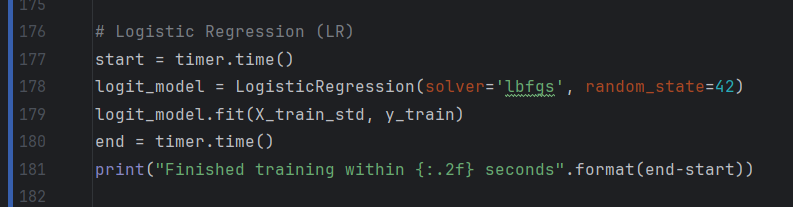 175
176 # Logistic Regression (LR)
177 start = timer.time()
178 logit_model = LogisticRegression(solver='lbfgs', random_state=42)
179 logit_model.fit(X_train_std, y_train)
180 end = timer.time()
181 print("Finished training within {:.2f} seconds".format(end-start))
182